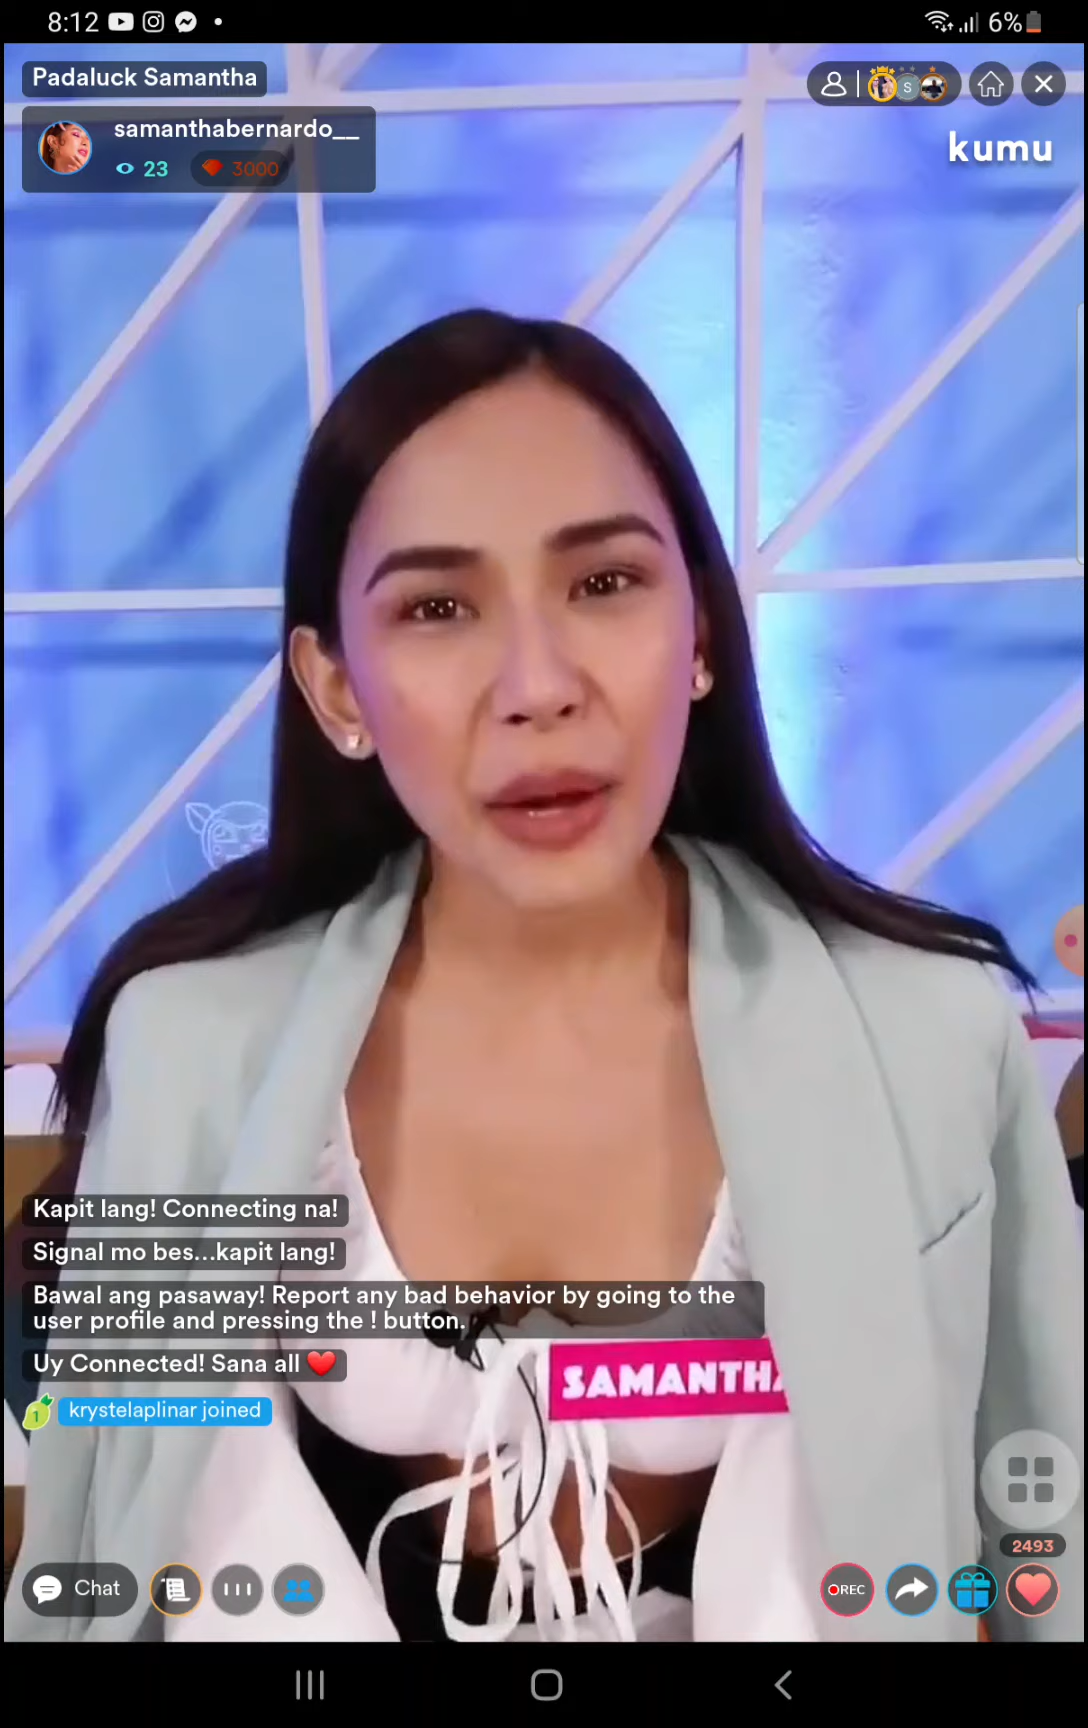 8:12
6%
Padaluck Samantha
S
samanthabernardo__
23
3000
kumu
Kapit lang! Connecting na!
Signal mo bes...kapit lang!
Bawal ang pasaway! Report any bad behavior by going to the
user profile and pressing the ! button.
Uy Connected! Sana all ❤️
SAMANTHA
1
krystelaplinar joined
2493
Chat
REC